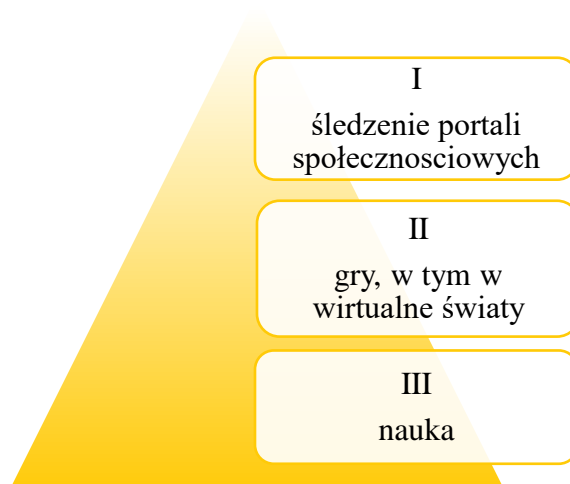 I
śledzenie portali
społecznosciowych
II
gry, w tym w
wirtualne światy
III
nauka